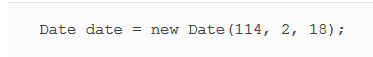 Date date = new Date(114, 2, 18);